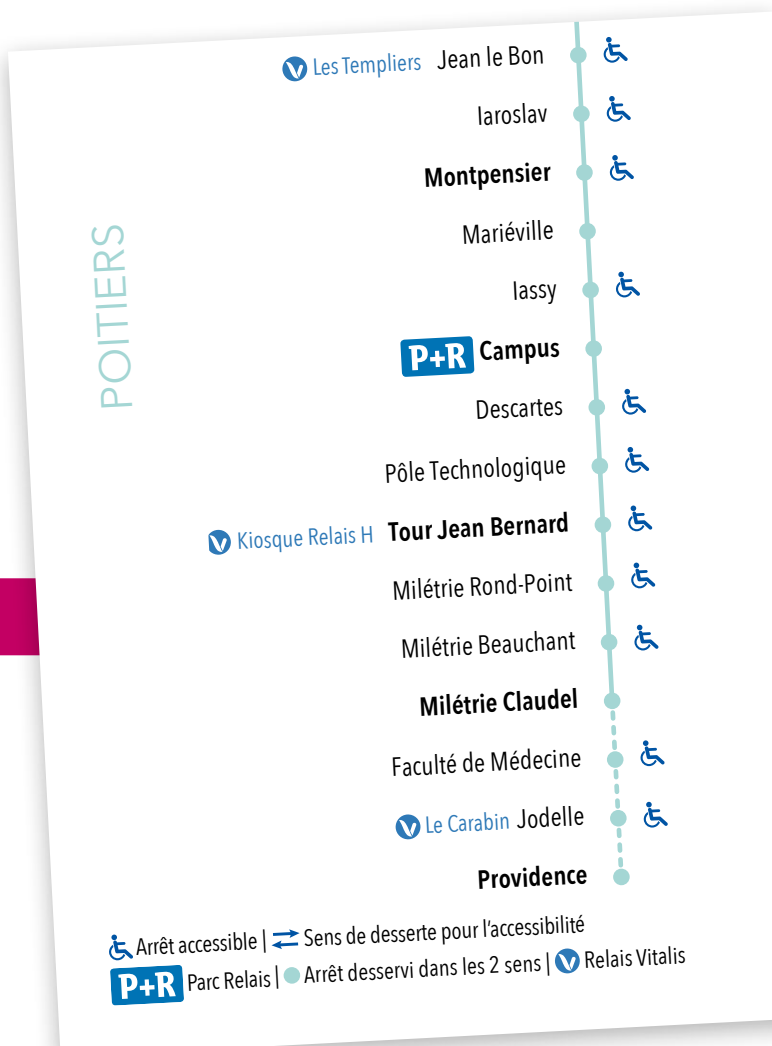 Les Templiers Jean le Bon
Iaroslav
Montpensier
Mariéville
Iassy
POITIERS
P+R Campus
Descartes
Pôle Technologique
Kiosque Relais H Tour Jean Bernard
Milétrie Rond-Point
Milétrie Beauchant
Milétrie Claudel
Faculté de Médecine
Le Carabin Jodelle
Providence
Arrêt accessible | Sens de desserte pour l'accessibilité
P+R Parc Relais | Arrêt desservi dans les 2 sens | Relais Vitalis